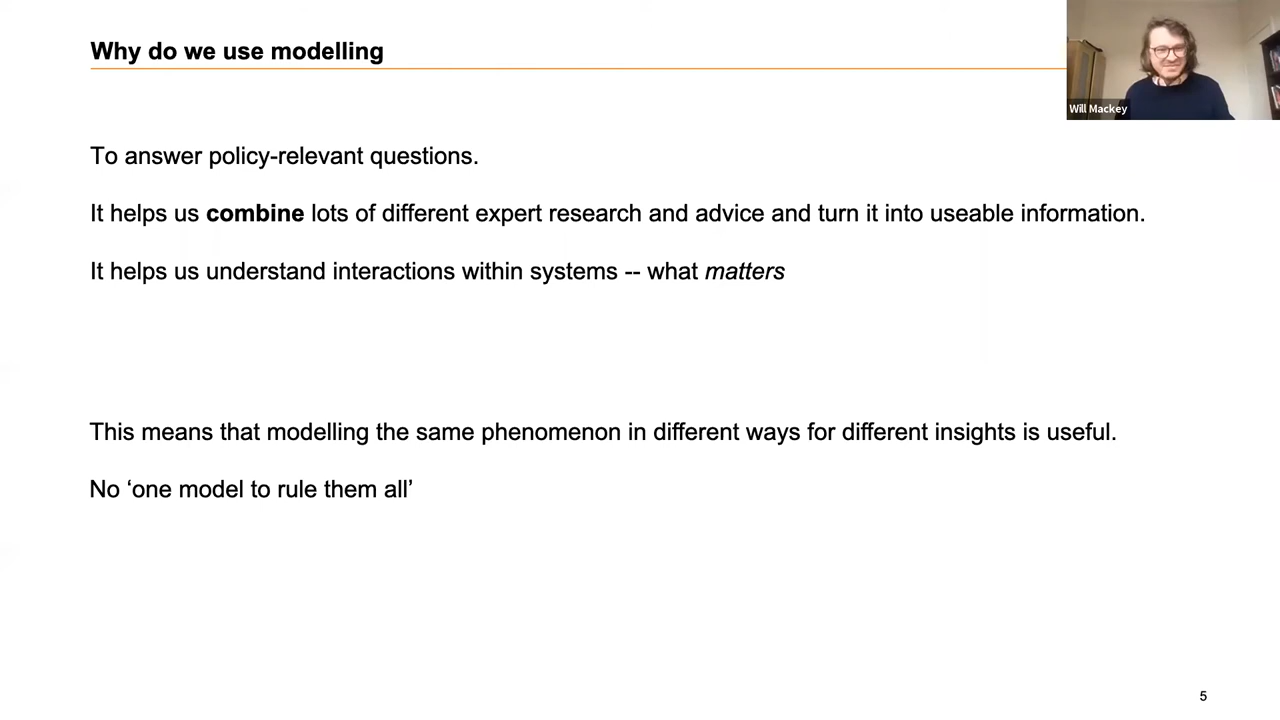 Why do we use modelling
Will Mackey
To answer policy-relevant questions.
It helps us combine lots of different expert research and advice and turn it into useable information.
It helps us understand interactions within systems -- what matters
This means that modelling the same phenomenon in different ways for different insights is useful.
No ‘one model to rule them all’
5